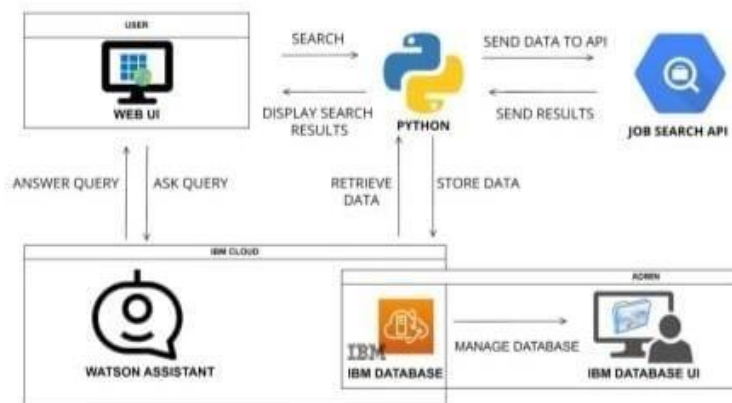 USER
WEB UI
SEARCH
DISPLAY SEARCH
RESULTS
PYTHON
SEND DATA TO API
SEND RESULTS
JOB SEARCH API
ANSWER QUERY
ASK QUERY
RETRIEVE
DATA
STORE DATA
IBM CLOUD
WATSON ASSISTANT
ADMIN
IBM
IBM DATABASE
MANAGE DATABASE
IBM DATABASE UI